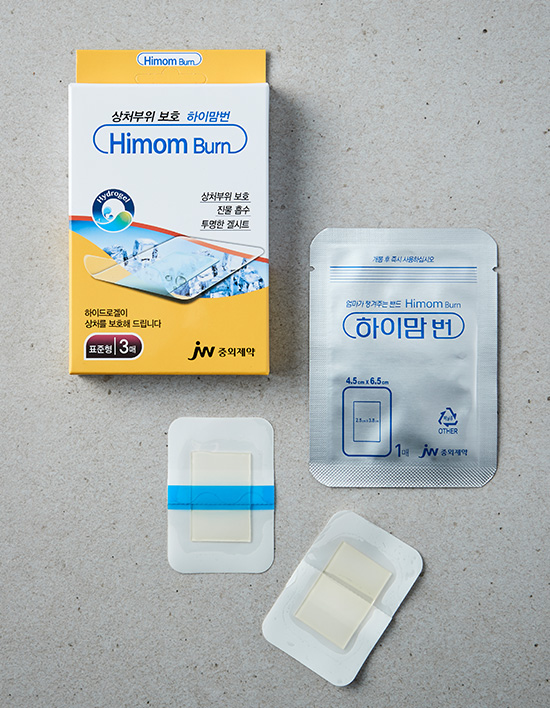 Himom Burn
상처부위 보호 하이맘번
Himom Burn
Hydrogel
상처부위 보호
진물 흡수
투명한 겔시트
하이드로겔이
상처를 보호해 드립니다
표준형 3매
jw 중외제약
개봉 후 즉시 사용하십시오
엄마가 챙겨주는 밴드 Himom Burn
하이맘 번
4.5cm x 6.5cm
OTHER
1매
jw 중외제약